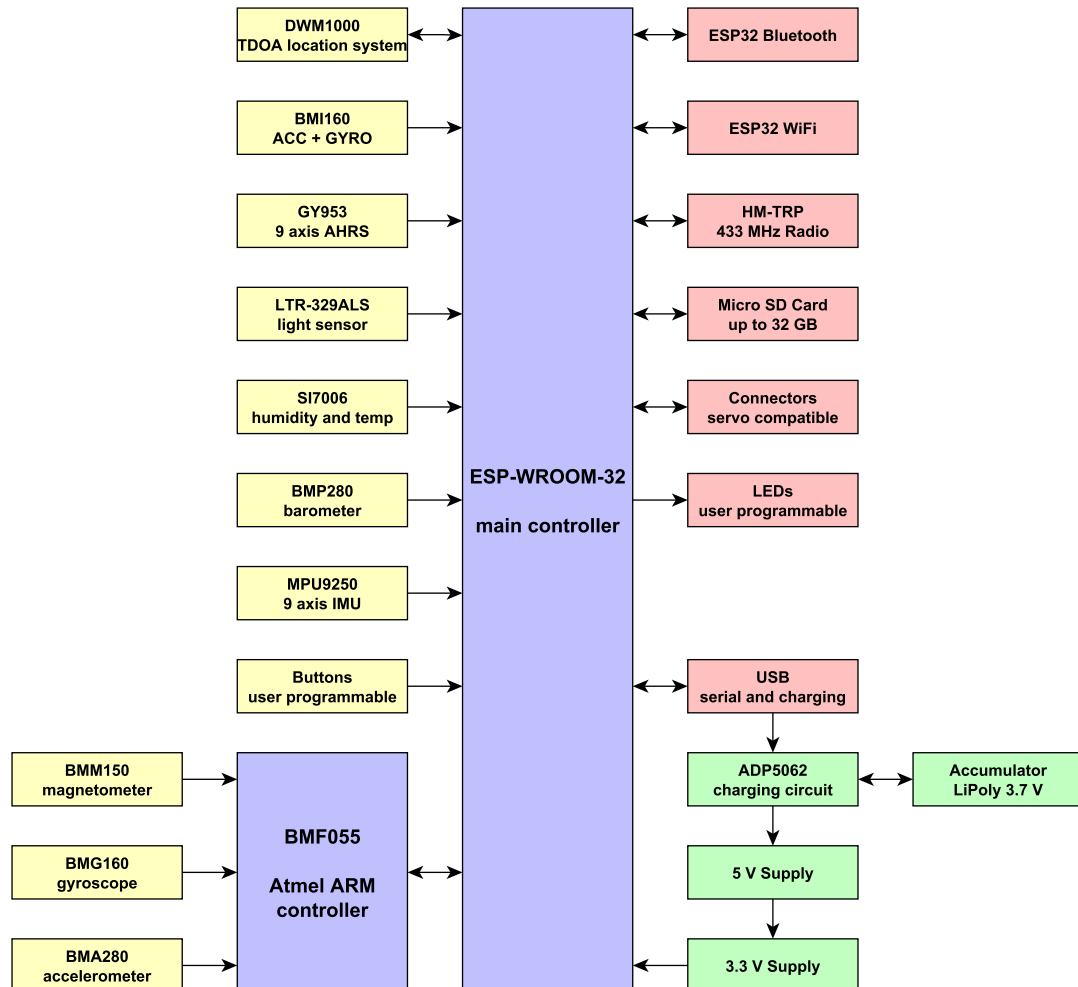 DWM1000
TDOA location system
ESP32 Bluetooth
BMI160
ACC + GYRO
ESP32 WiFi
GY953
9 axis AHRS
HM-TRP
433 MHz Radio
LTR-329ALS
light sensor
Micro SD Card
up to 32 GB
SI7006
humidity and temp
Connectors
servo compatible
ESP-WROOM-32
main controller
BMP280
barometer
LEDs
user programmable
MPU9250
9 axis IMU
Buttons
user programmable
USB
serial and charging
BMM150
magnetometer
ADP5062
charging circuit
Accumulator
LiPoly 3.7 V
BMF055
Atmel ARM
controller
BMG160
gyroscope
5 V Supply
BMA280
accelerometer
3.3 V Supply